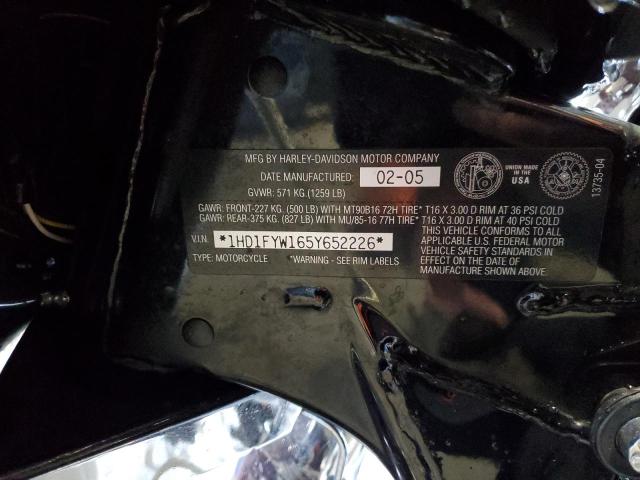 MFG BY HARLEY-DAVIDSON MOTOR COMPANY
DATE MANUFACTURED: 02-05
GVWR: 571 KG (1259 LB)
UNION MADE IN THE
USA
13735-04
GAWR: FRONT-227 KG. (500 LB) WITH MT90B16 72H TIRE* T16 X 3.00 D RIM AT 36 PSI COLD
GAWR: REAR-375 KG. (827 LB) WITH MU/85-16 77H TIRE* T16 X 3.00 D RIM AT 40 PSI COLD
V.I.N. *1HD1FYW165Y652226*
TYPE: MOTORCYCLE *WARNING - SEE RIM LABELS
THIS VEHICLE CONFORMS TO ALL
APPLICABLE U.S. FEDERAL MOTOR
VEHICLE SAFETY STANDARDS IN
EFFECT ON THE DATE OF
MANUFACTURE SHOWN ABOVE.